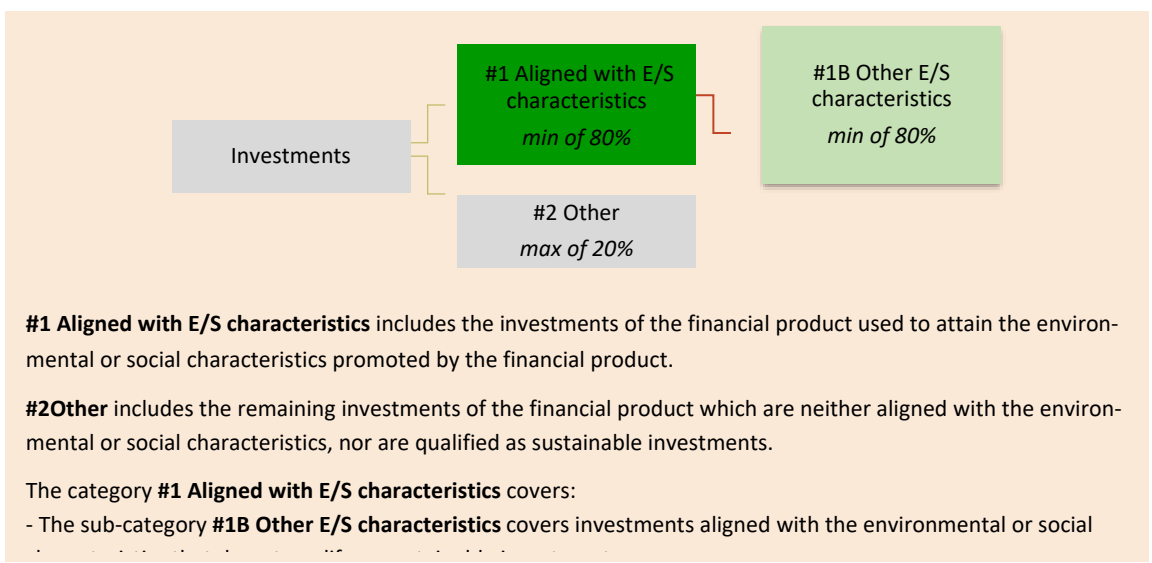 #1 Aligned with E/S
characteristics
min of 80%
#1B Other E/S
characteristics
min of 80%
Investments
#2 Other
max of 20%
#1 Aligned with E/S characteristics includes the investments of the financial product used to attain the environ-
mental or social characteristics promoted by the financial product.
#2Other includes the remaining investments of the financial product which are neither aligned with the environ-
mental or social characteristics, nor are qualified as sustainable investments.
The category #1 Aligned with E/S characteristics covers:
- The sub-category #1B Other E/S characteristics covers investments aligned with the environmental or social